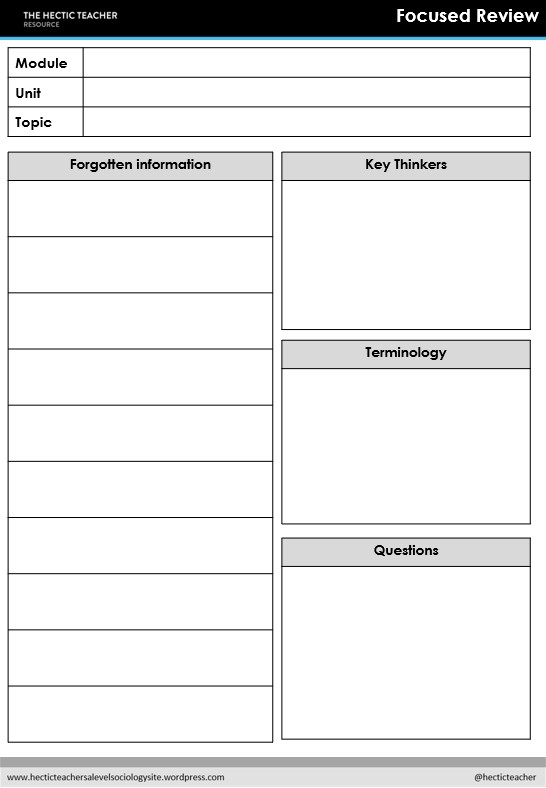 THE HECTIC TEACHER
RESOURCE
Focused Review
Module
Unit
Topic
Forgotten information
Key Thinkers
Terminology
Questions
www.hecticteachersalevelsociologysite.wordpress.com
@hecticteacher